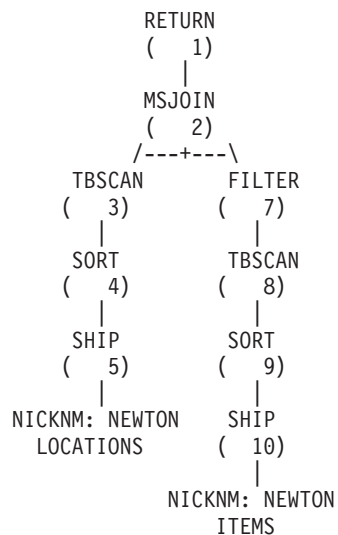 RETURN
( 1)
|
MSJOIN
( 2)
/---+---\
TBSCAN FILTER
( 3) ( 7)
| |
SORT TBSCAN
( 4) ( 8)
| |
SHIP SORT
( 5) ( 9)
| |
NICKNM: NEWTON SHIP
LOCATIONS ( 10)
|
NICKNM: NEWTON
ITEMS